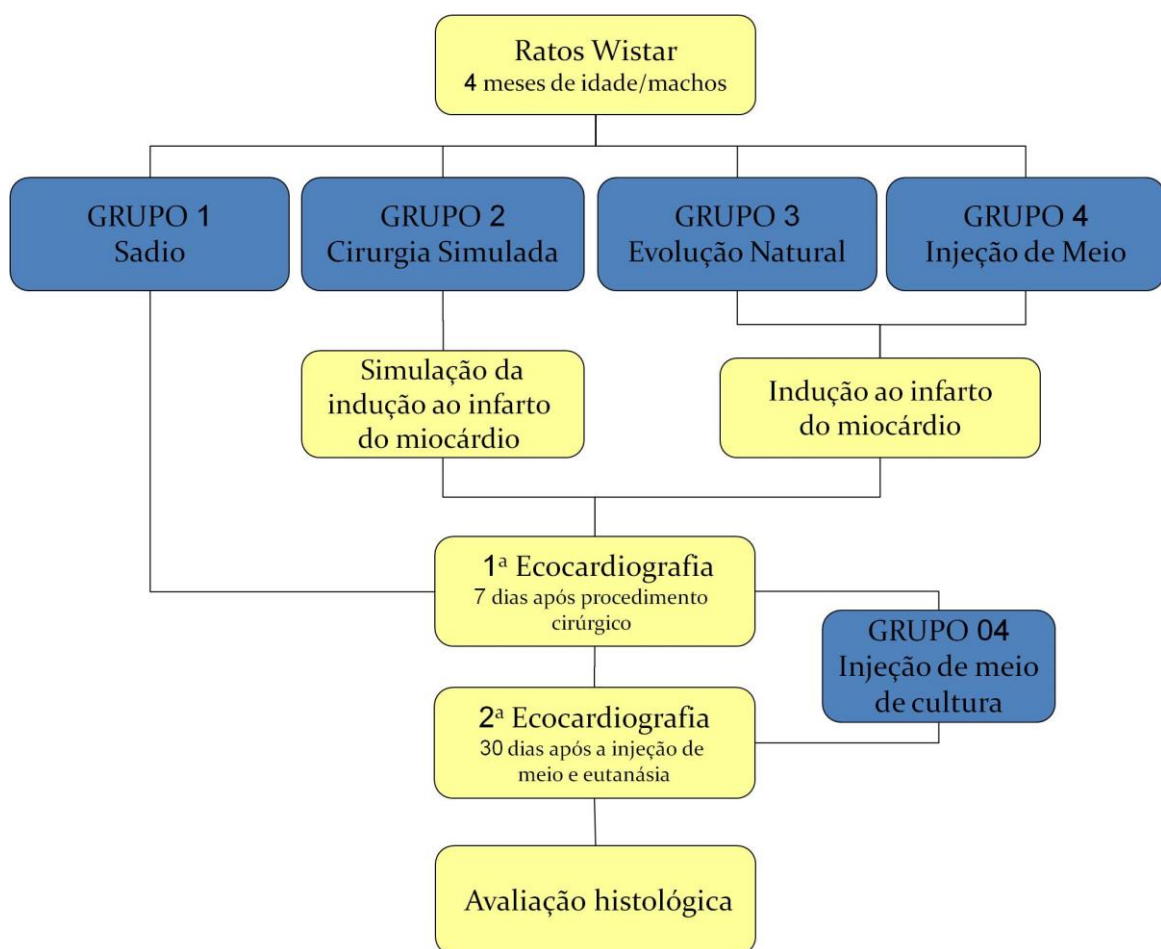 Ratos Wistar
4 meses de idade/machos
GRUPO 1
Sadio
GRUPO 2
Cirurgia Simulada
GRUPO 3
Evolução Natural
GRUPO 4
Injeção de Meio
Simulação da
indução ao infarto
do miocárdio
Indução ao infarto
do miocárdio
1ª Ecocardiografia
7 dias após procedimento
cirúrgico
GRUPO 04
Injeção de meio
de cultura
2ª Ecocardiografia
30 dias após a injeção de
meio e eutanásia
Avaliação histológica